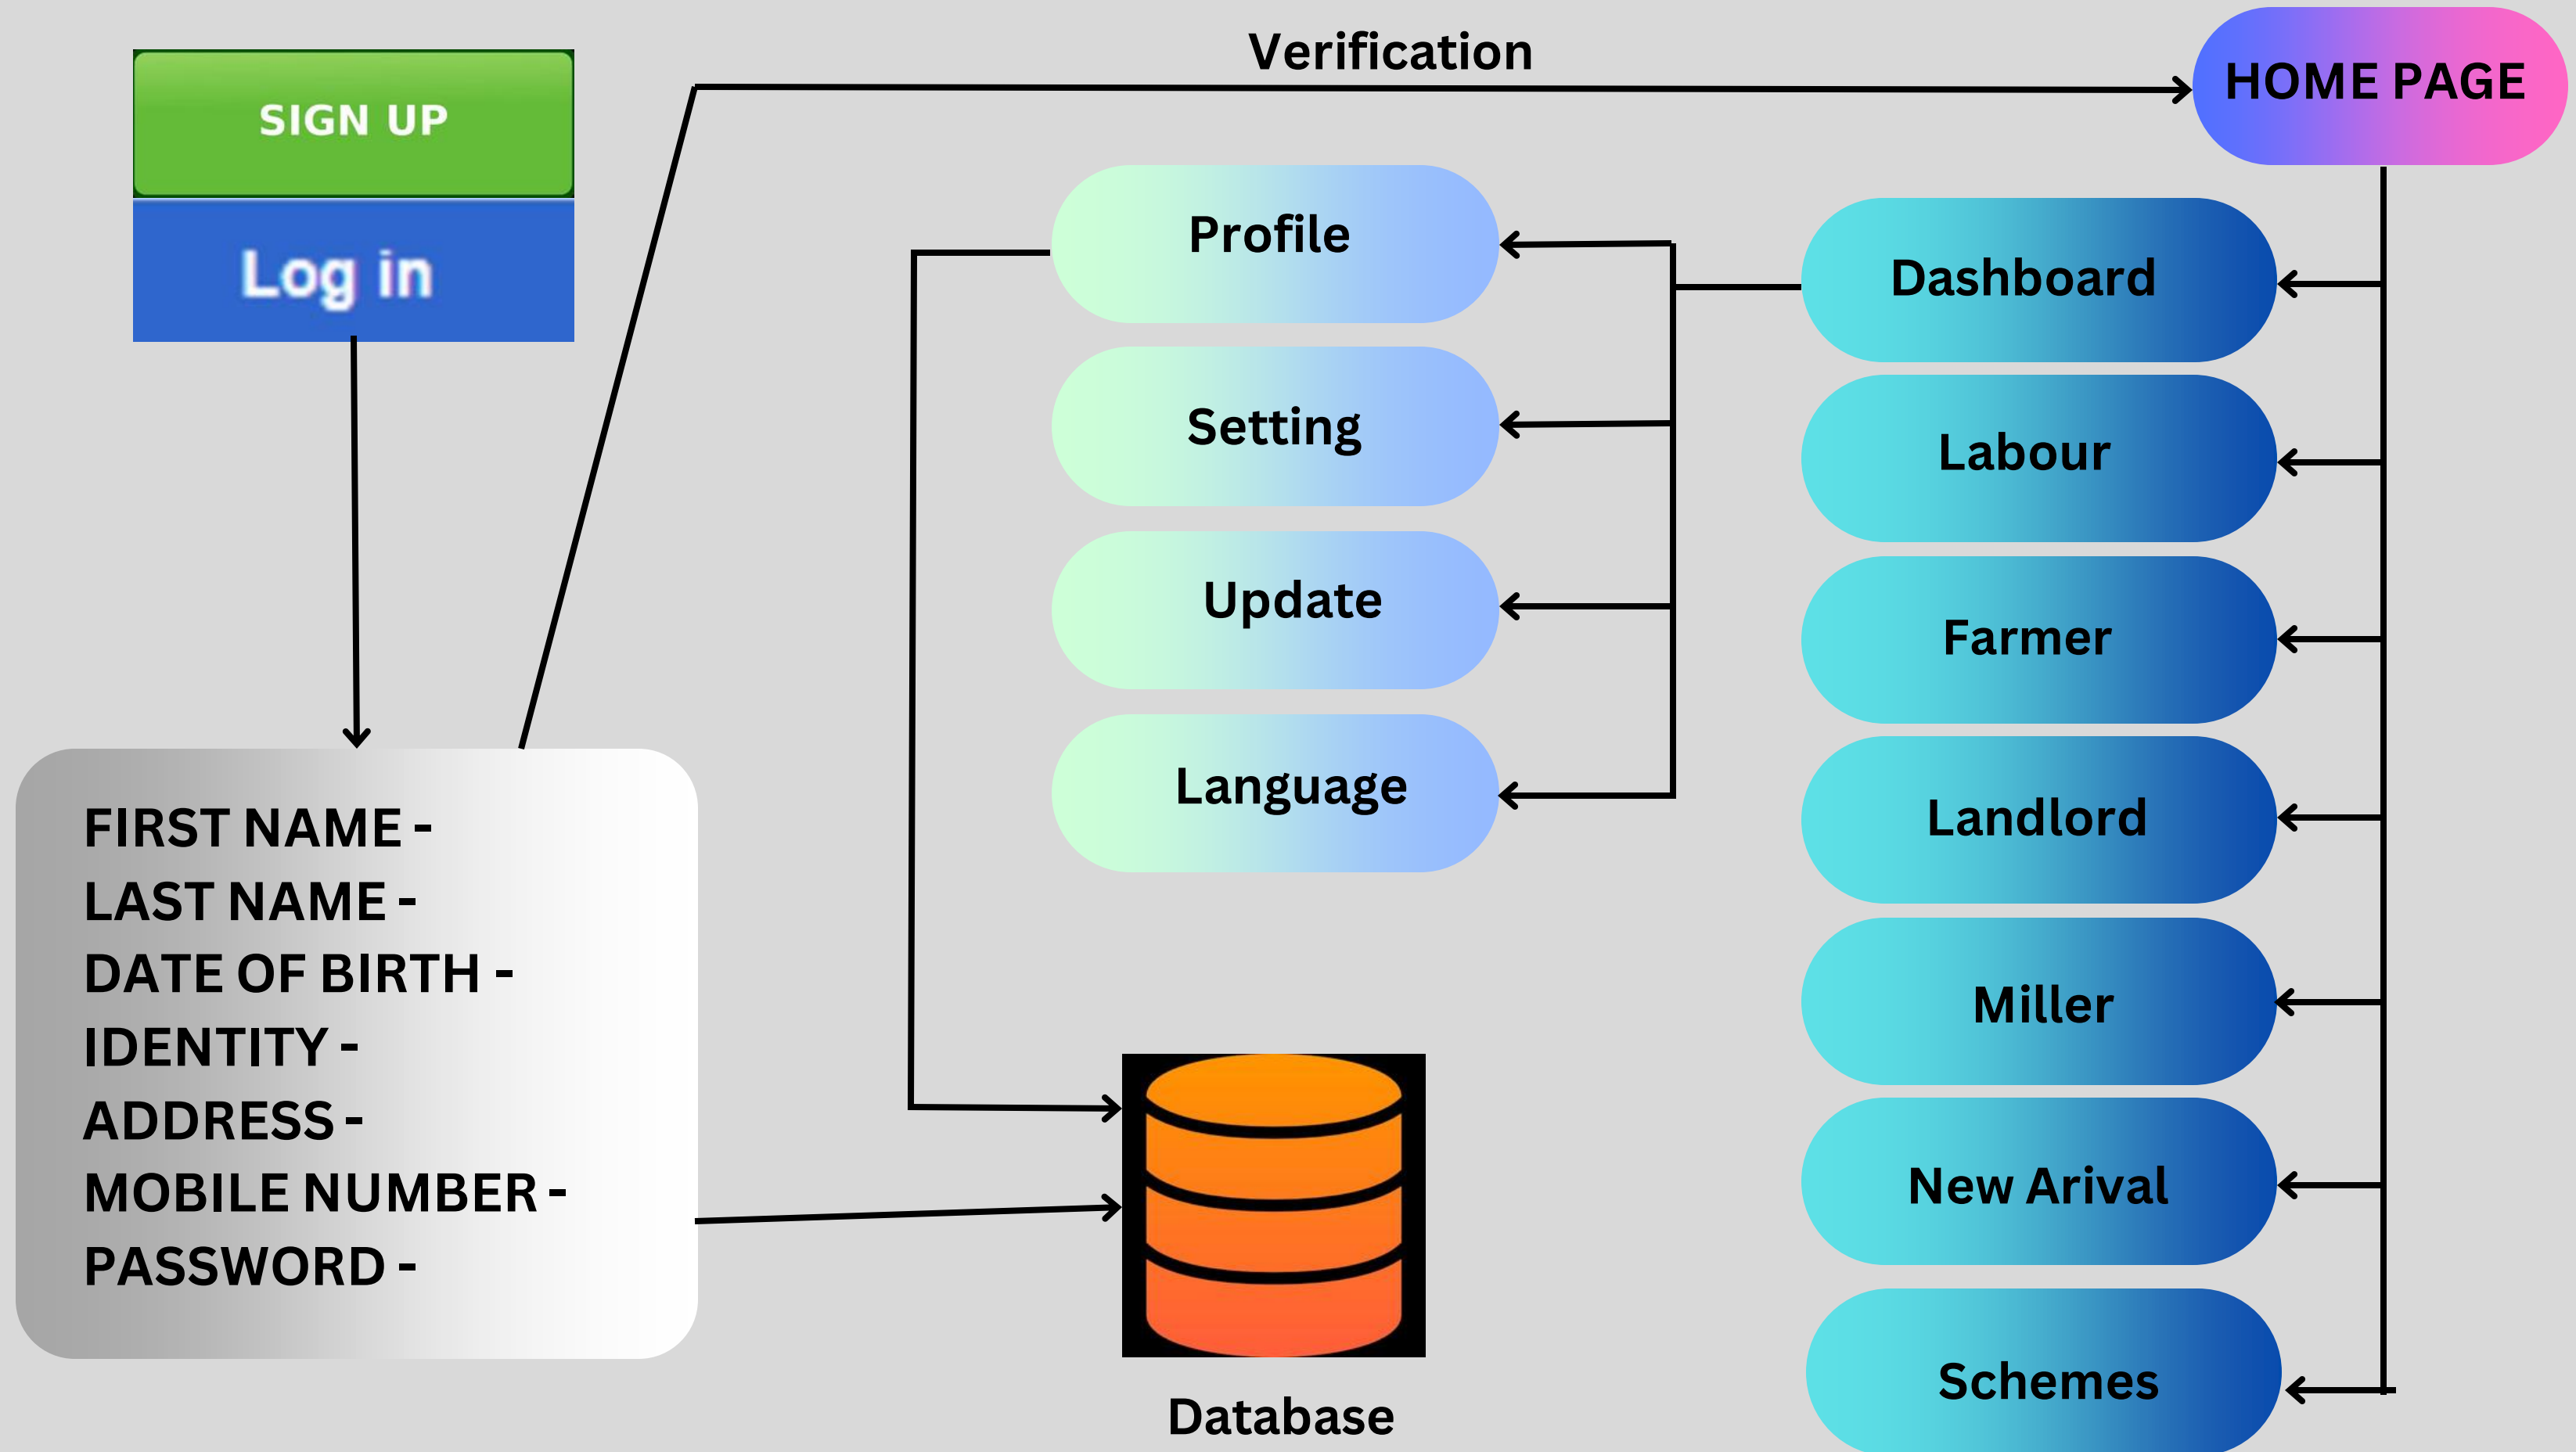 SIGN UP
Log in
Verification
HOME PAGE
Profile
Setting
Update
Language
Dashboard
Labour
Farmer
Landlord
Miller
New Arival
Schemes
FIRST NAME -
LAST NAME -
DATE OF BIRTH -
IDENTITY -
ADDRESS -
MOBILE NUMBER -
PASSWORD -
Database